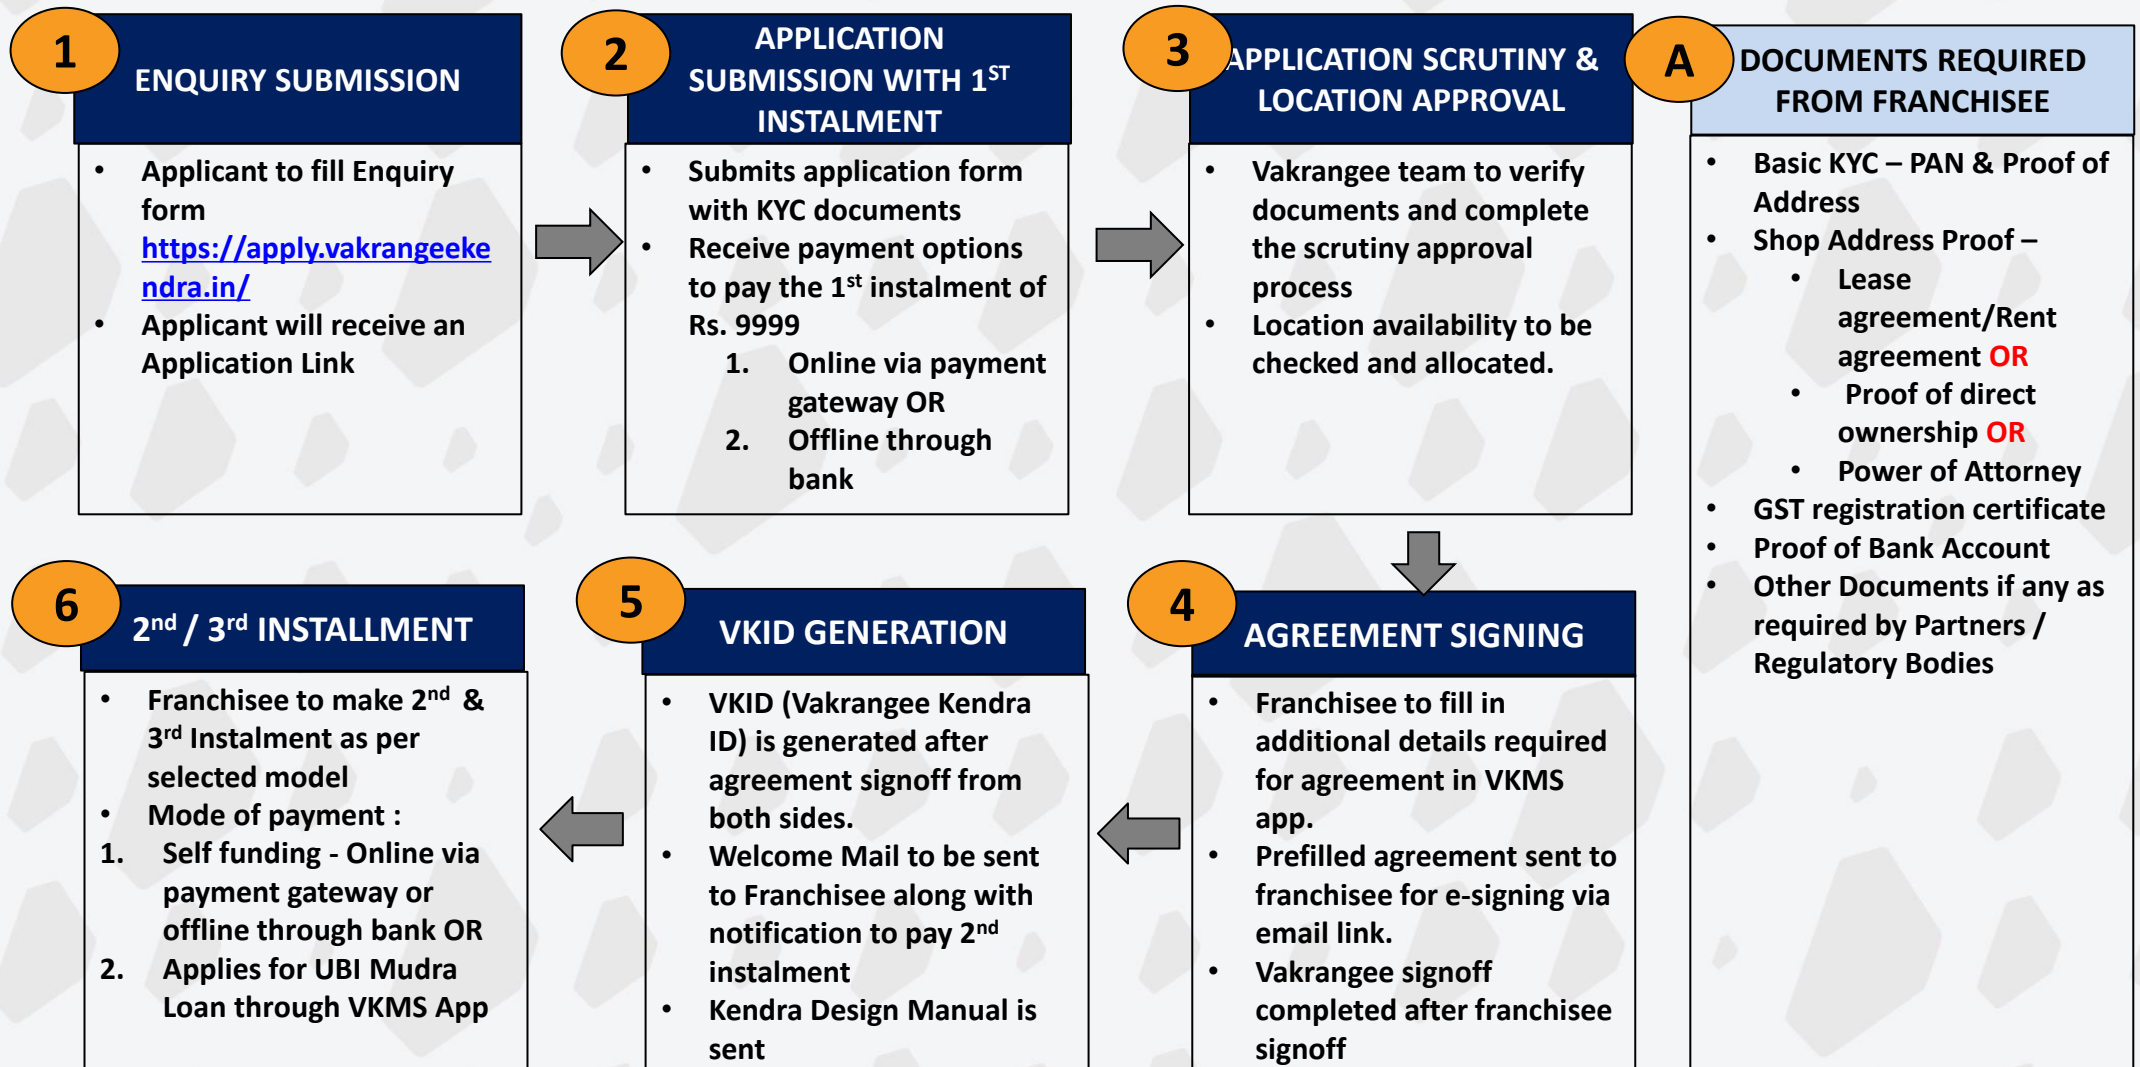 1
ENQUIRY SUBMISSION
• Applicant to fill Enquiry
form
https://apply.vakrangeeke
ndra.in/
• Applicant will receive an
Application Link
2
APPLICATION
SUBMISSION WITH 1ST
INSTALMENT
• Submits application form
with KYC documents
• Receive payment options
to pay the 1st instalment of
Rs. 9999
1. Online via payment
gateway OR
2. Offline through
bank
3
APPLICATION SCRUTINY &
LOCATION APPROVAL
• Vakrangee team to verify
documents and complete
the scrutiny approval
process
• Location availability to be
checked and allocated.
4
AGREEMENT SIGNING
• Franchisee to fill in
additional details required
for agreement in VKMS
app.
• Prefilled agreement sent to
franchisee for e-signing via
email link.
• Vakrangee signoff
completed after franchisee
signoff
5
VKID GENERATION
• VKID (Vakrangee Kendra
ID) is generated after
agreement signoff from
both sides.
• Welcome Mail to be sent
to Franchisee along with
notification to pay 2nd
instalment
• Kendra Design Manual is
sent
6
2nd / 3rd INSTALLMENT
• Franchisee to make 2nd &
3rd Instalment as per
selected model
• Mode of payment :
1. Self funding - Online via
payment gateway or
offline through bank OR
2. Applies for UBI Mudra
Loan through VKMS App
A
DOCUMENTS REQUIRED
FROM FRANCHISEE
• Basic KYC – PAN & Proof of
Address
• Shop Address Proof –
• Lease
agreement/Rent
agreement OR
• Proof of direct
ownership OR
• Power of Attorney
• GST registration certificate
• Proof of Bank Account
• Other Documents if any as
required by Partners /
Regulatory Bodies